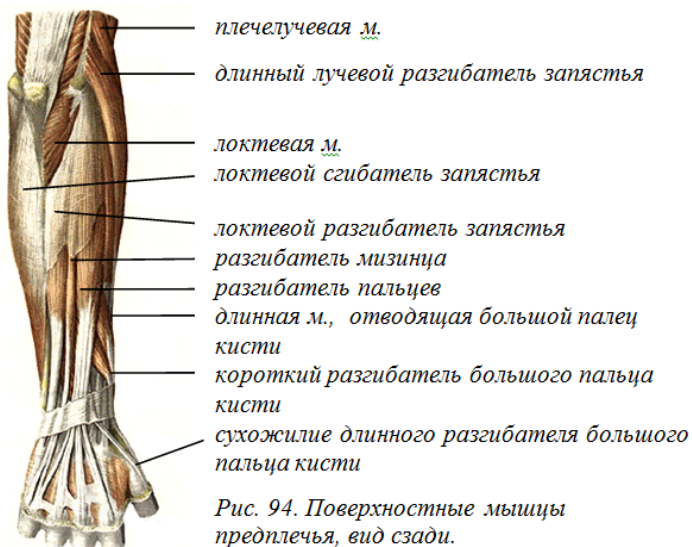 плечелучевая м.
длинный лучевой разгибатель запястья
локтевая м.
локтевой сгибатель запястья
локтевой разгибатель запястья
разгибатель мизинца
разгибатель пальцев
длинная м., отводящая большой палец
кисти
короткий разгибатель большого пальца
кисти
сухожилие длинного разгибателя большого
пальца кисти
Рис. 94. Поверхностные мышцы
предплечья, вид сзади.